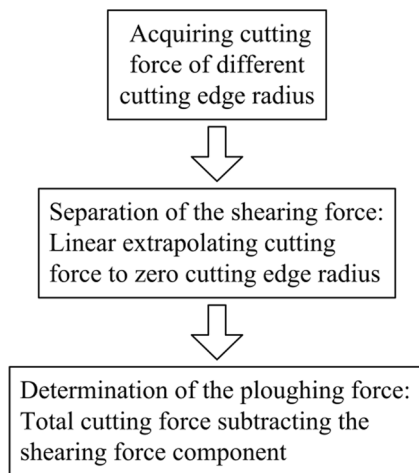 Acquiring cutting
force of different
cutting edge radius
Separation of the shearing force:
Linear extrapolating cutting
force to zero cutting edge radius
Determination of the ploughing force:
Total cutting force subtracting the
shearing force component